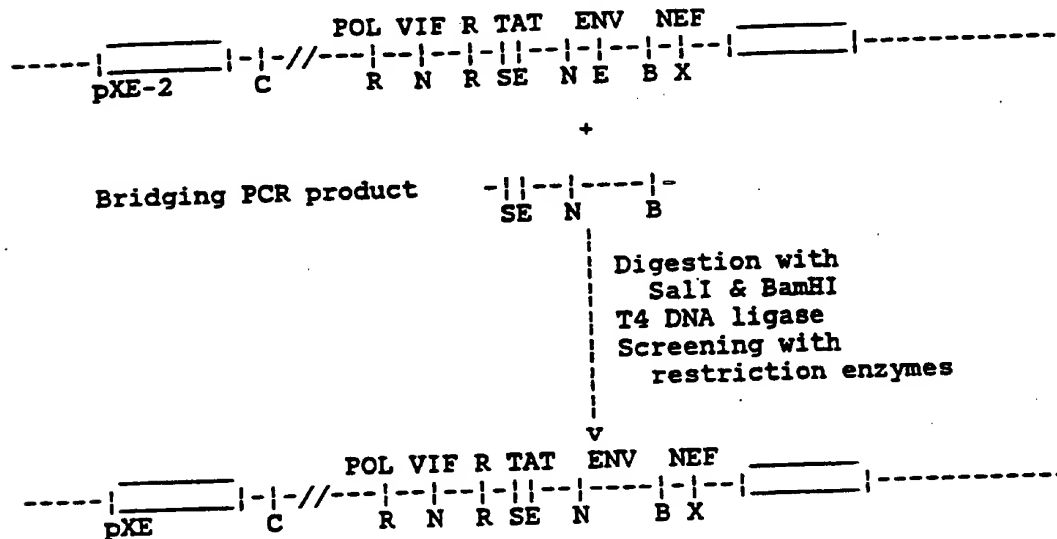 POL VIF R TAT ENV NEF
-----¦ ¦-¦-//---¦--¦--¦-¦¦--¦-¦--¦-¦--¦ ¦-----------
pXE-2 C R N R SE N E B X
+
Bridging PCR product -¦¦--¦----¦-
SE N B
Digestion with
SalI & BamHI
T4 DNA ligase
Screening with
restriction enzymes
v
POL VIF R TAT ENV NEF
-----¦ ¦-¦-//---¦--¦--¦-¦¦--¦----¦-¦--¦ ¦-----------
pXE C R N R SE N B X